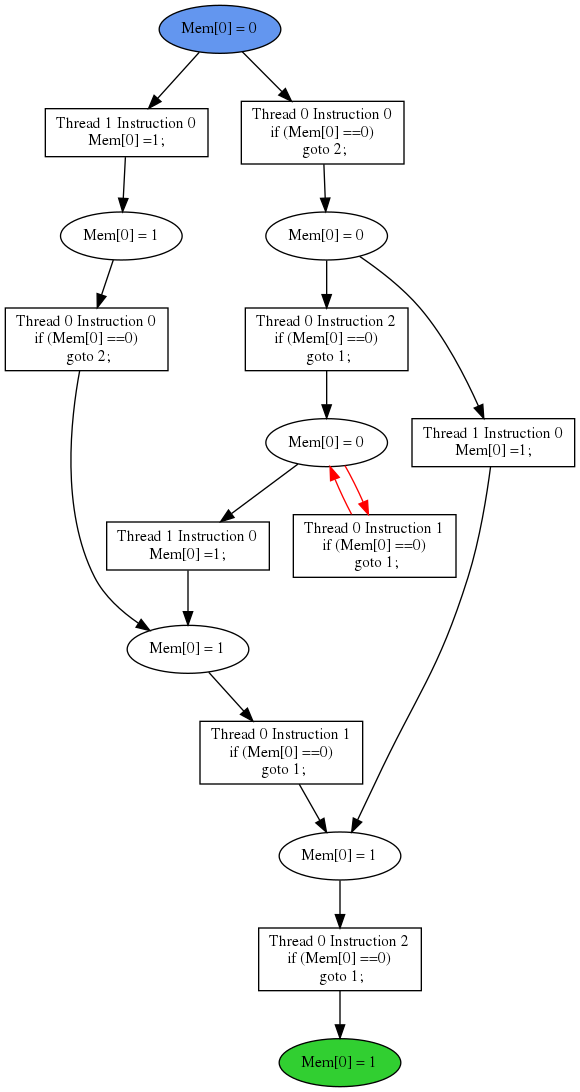 Mem[0] = 0
Thread 1 Instruction 0
Mem[0] =1;
Thread 0 Instruction 0
if (Mem[0] ==0)
goto 2;
Mem[0] = 1
Mem[0] = 0
Thread 0 Instruction 0
if (Mem[0] ==0)
goto 2;
Thread 0 Instruction 2
if (Mem[0] ==0)
goto 1;
Mem[0] = 0
Thread 1 Instruction 0
Mem[0] =1;
Thread 1 Instruction 0
Mem[0] =1;
Thread 0 Instruction 1
if (Mem[0] ==0)
goto 1;
Mem[0] = 1
Thread 0 Instruction 1
if (Mem[0] ==0)
goto 1;
Mem[0] = 1
Thread 0 Instruction 2
if (Mem[0] ==0)
goto 1;
Mem[0] = 1